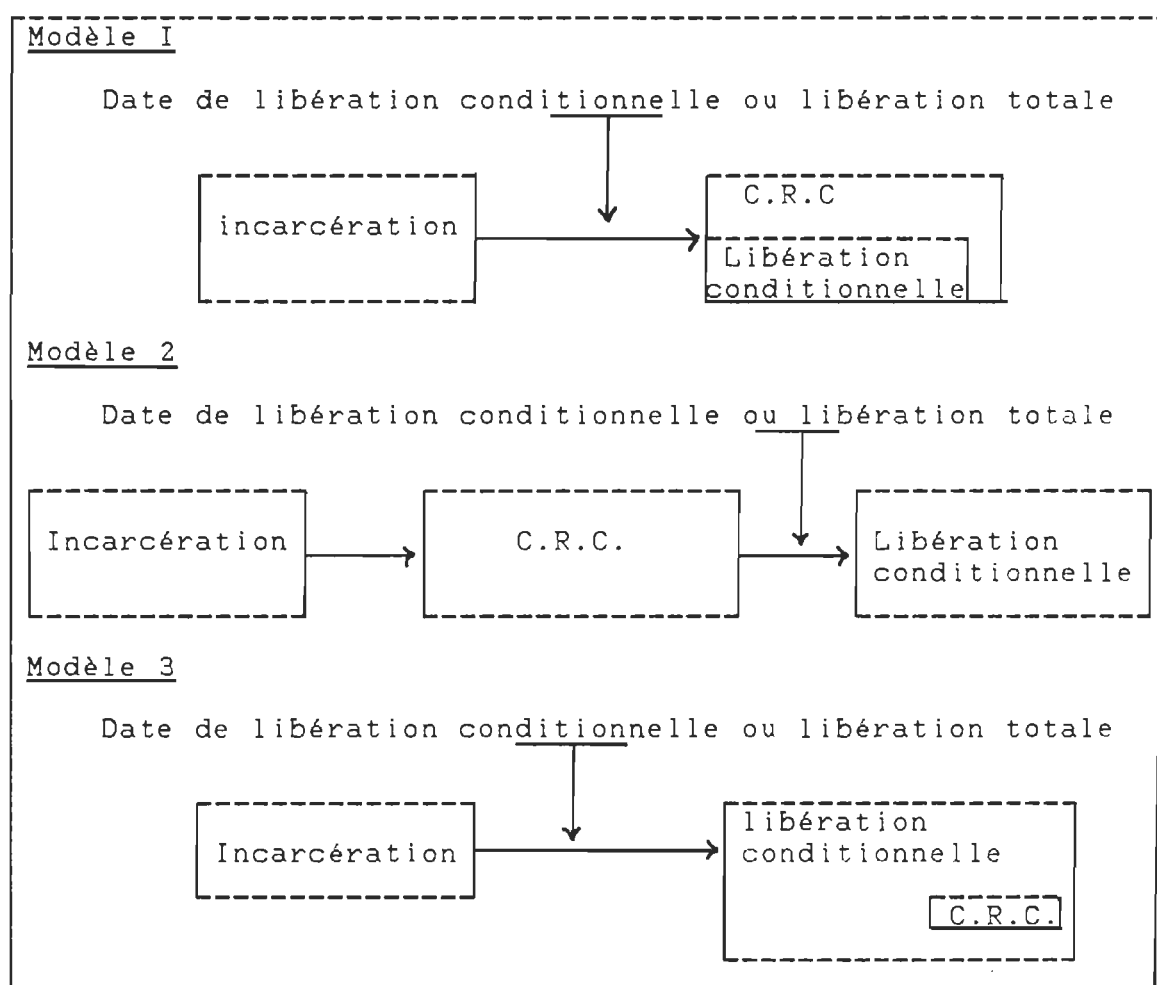 Modèle I
Date de libération conditionnelle ou libération totale
incarcération
C.R.C
Libération
conditionnelle
Modèle 2
Date de libération conditionnelle ou libération totale
Incarcération
C.R.C.
Libération
conditionnelle
Modèle 3
Date de libération conditionnelle ou libération totale
Incarcération
libération
conditionnelle
C.R.C.